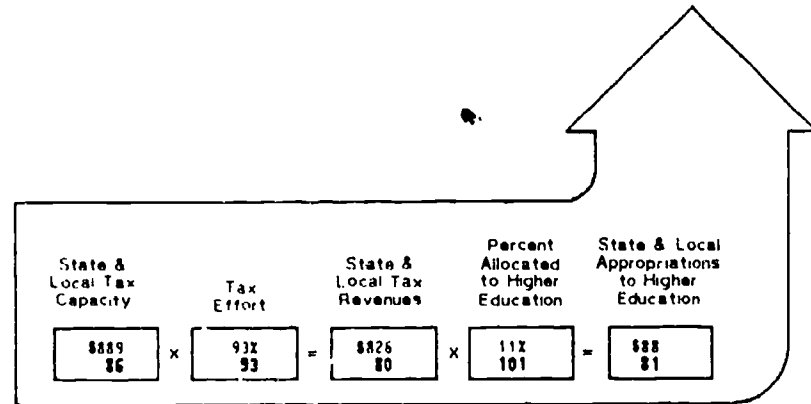 State &
Local Tax
Capacity
Tax
Effort
State &
Local Tax
Revenues
Percent
Allocated
to Higher
Education
State & Local
Appropriations
to Higher
Education
$889
86
x
93%
93
=
$826
80
x
11%
101
=
$88
81